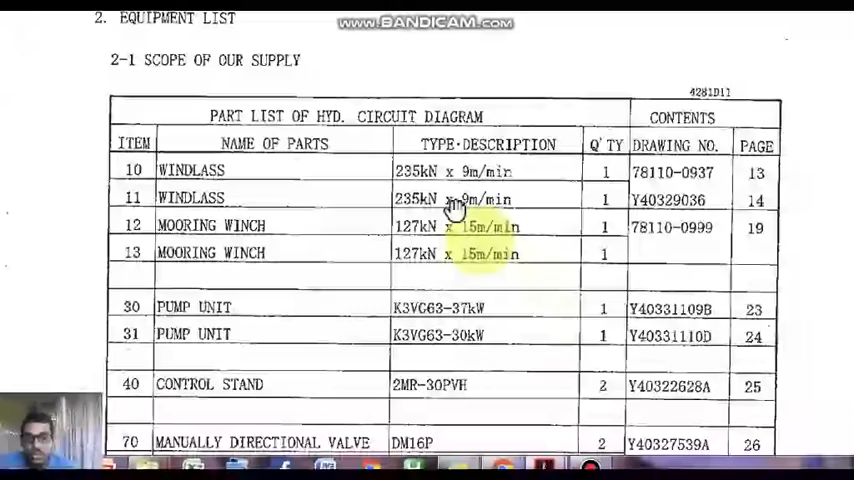 2. EQUIPMENT LIST
WWW.BANDICAM.COM
2-1 SCOPE OF OUR SUPPLY
4281D11
PART LIST OF HYD. CIRCUIT DIAGRAM CONTENTS
ITEM NAME OF PARTS TYPE·DESCRIPTION Q'TY DRAWING NO. PAGE
10 WINDLASS 235kN x 9m/min 1 78110-0937 13
11 WINDLASS 235kN x 9m/min 1 Y40329036 14
12 MOORING WINCH 127kN x 15m/min 1 78110-0999 19
13 MOORING WINCH 127kN x 15m/min 1
30 PUMP UNIT K3VG63-37kW 1 Y40331109B 23
31 PUMP UNIT K3VG63-30kW 1 Y40331110D 24
40 CONTROL STAND 2MR-30PVH 2 Y40322628A 25
70 MANUALLY DIRECTIONAL VALVE DM16P 2 Y40327539A 26